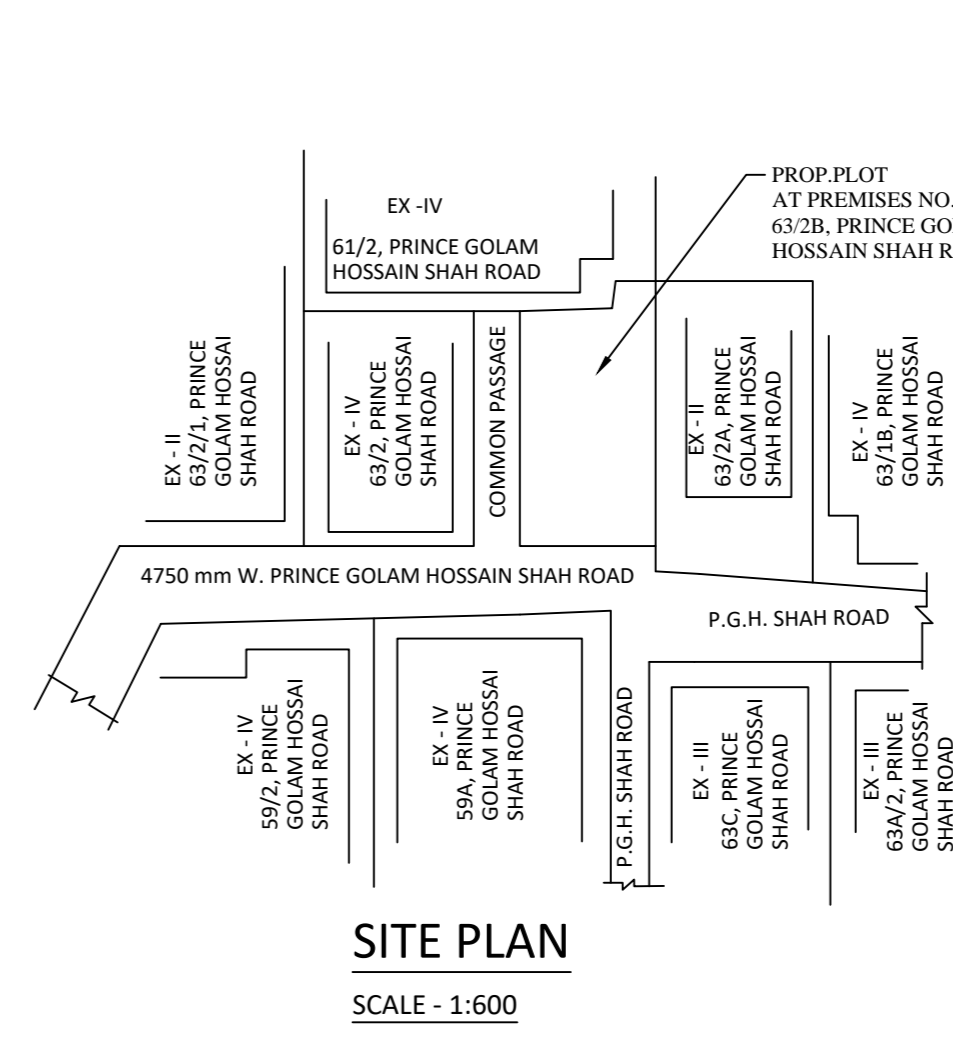 PROP.PLOT
AT PREMISES NO.
63/2B, PRINCE GO
HOSSAIN SHAH R
EX -IV
61/2, PRINCE GOLAM
HOSSAIN SHAH ROAD
EX - II
63/2/1, PRINCE
GOLAM HOSSAI
SHAH ROAD
EX - IV
63/2, PRINCE
GOLAM HOSSAI
SHAH ROAD
COMMON PASSAGE
EX - II
63/2A, PRINCE
GOLAM HOSSAI
SHAH ROAD
EX - IV
63/1B, PRINCE
GOLAM HOSSAI
SHAH ROAD
4750 mm W. PRINCE GOLAM HOSSAIN SHAH ROAD
P.G.H. SHAH ROAD
EX - IV
59/2, PRINCE
GOLAM HOSSAI
SHAH ROAD
EX - IV
59A, PRINCE
GOLAM HOSSAI
SHAH ROAD
P.G.H. SHAH ROAD
EX - III
63C, PRINCE
GOLAM HOSSAI
SHAH ROAD
EX - III
63A/2, PRINCE
GOLAM HOSSAI
SHAH ROAD
SITE PLAN
SCALE - 1:600